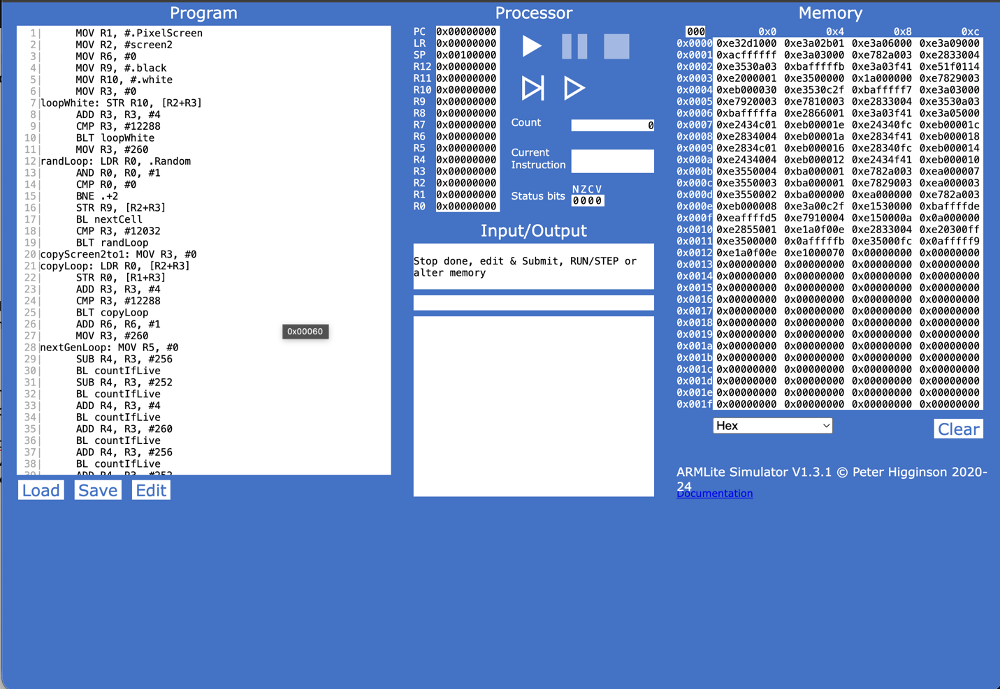 Program
1| MOV R1, #.PixelScreen
2| MOV R2, #screen2
3| MOV R6, #0
4| MOV R9, #.black
5| MOV R10, #.white
6| MOV R3, #0
7|loopWhite: STR R10, [R2+R3]
8| ADD R3, R3, #4
9| CMP R3, #12288
10| BLT loopWhite
11| MOV R3, #260
12|randLoop: LDR R0, .Random
13| AND R0, R0, #1
14| CMP R0, #0
15| BNE .+2
16| STR R9, [R2+R3]
17| BL nextCell
18| CMP R3, #12032
19| BLT randLoop
20|copyScreen2to1: MOV R3, #0
21|copyLoop: LDR R0, [R2+R3]
22| STR R0, [R1+R3]
23| ADD R3, R3, #4
24| CMP R3, #12288
25| BLT copyLoop
26| ADD R6, R6, #1
27| MOV R3, #260
28|nextGenLoop: MOV R5, #0
29| SUB R4, R3, #256
30| BL countIfLive
31| SUB R4, R3, #252
32| BL countIfLive
33| ADD R4, R3, #4
34| BL countIfLive
35| ADD R4, R3, #260
36| BL countIfLive
37| ADD R4, R3, #256
38| BL countIfLive
39| ADD R4, R3, #252
0x00060
Load Save Edit
Processor
PC 0x00000000
LR 0x00000000
SP 0x00100000
R12 0x00000000
R11 0x00000000
R10 0x00000000
R9 0x00000000
R8 0x00000000
R7 0x00000000
R6 0x00000000
R5 0x00000000
R4 0x00000000
R3 0x00000000
R2 0x00000000
R1 0x00000000
R0 0x00000000
Count 0
Current
Instruction
NZCV
Status bits 0000
Input/Output
Stop done, edit & Submit, RUN/STEP or
alter memory
Memory
000 0x0 0x4 0x8 0xc
0x0000 0xe32d1000 0xe3a02b01 0xe3a06000 0xe3a09000
0x0001 0xacffffff 0xe3a03000 0xe782a003 0xe2833004
0x0002 0xe3530a03 0xbafffffb 0xe3a03f41 0xe51f0114
0x0003 0xe2000001 0xe3500000 0x1a000000 0xe7829003
0x0004 0xeb000030 0xe3530c2f 0xbafffff7 0xe3a03000
0x0005 0xe7920003 0xe7810003 0xe2833004 0xe3530a03
0x0006 0xbafffffa 0xe2866001 0xe3a03f41 0xe3a05000
0x0007 0xe2434c01 0xeb00001e 0xe24340fc 0xeb00001c
0x0008 0xe2834004 0xeb00001a 0xe2834f41 0xeb000018
0x0009 0xe2834c01 0xeb000016 0xe28340fc 0xeb000014
0x000a 0xe2434004 0xeb000012 0xe2434f41 0xeb000010
0x000b 0xe3550004 0xba000001 0xe782a003 0xea000007
0x000c 0xe3550003 0xba000001 0xe7829003 0xea000003
0x000d 0xe3550002 0xba000000 0xea000000 0xe782a003
0x000e 0xeb000008 0xe3a00c2f 0xe1530000 0xbaffffde
0x000f 0xeaffffd5 0xe7910004 0xe150000a 0x0a000000
0x0010 0xe2855001 0xe1a0f00e 0xe2833004 0xe20300ff
0x0011 0xe3500000 0x0afffffb 0xe35000fc 0x0afffff9
0x0012 0xe1a0f00e 0xe1000070 0x00000000 0x00000000
0x0013 0x00000000 0x00000000 0x00000000 0x00000000
0x0014 0x00000000 0x00000000 0x00000000 0x00000000
0x0015 0x00000000 0x00000000 0x00000000 0x00000000
0x0016 0x00000000 0x00000000 0x00000000 0x00000000
0x0017 0x00000000 0x00000000 0x00000000 0x00000000
0x0018 0x00000000 0x00000000 0x00000000 0x00000000
0x0019 0x00000000 0x00000000 0x00000000 0x00000000
0x001a 0x00000000 0x00000000 0x00000000 0x00000000
0x001b 0x00000000 0x00000000 0x00000000 0x00000000
0x001c 0x00000000 0x00000000 0x00000000 0x00000000
0x001d 0x00000000 0x00000000 0x00000000 0x00000000
0x001e 0x00000000 0x00000000 0x00000000 0x00000000
0x001f 0x00000000 0x00000000 0x00000000 0x00000000
Hex Clear
ARMLite Simulator V1.3.1 © Peter Higginson 2020-
24
Documentation